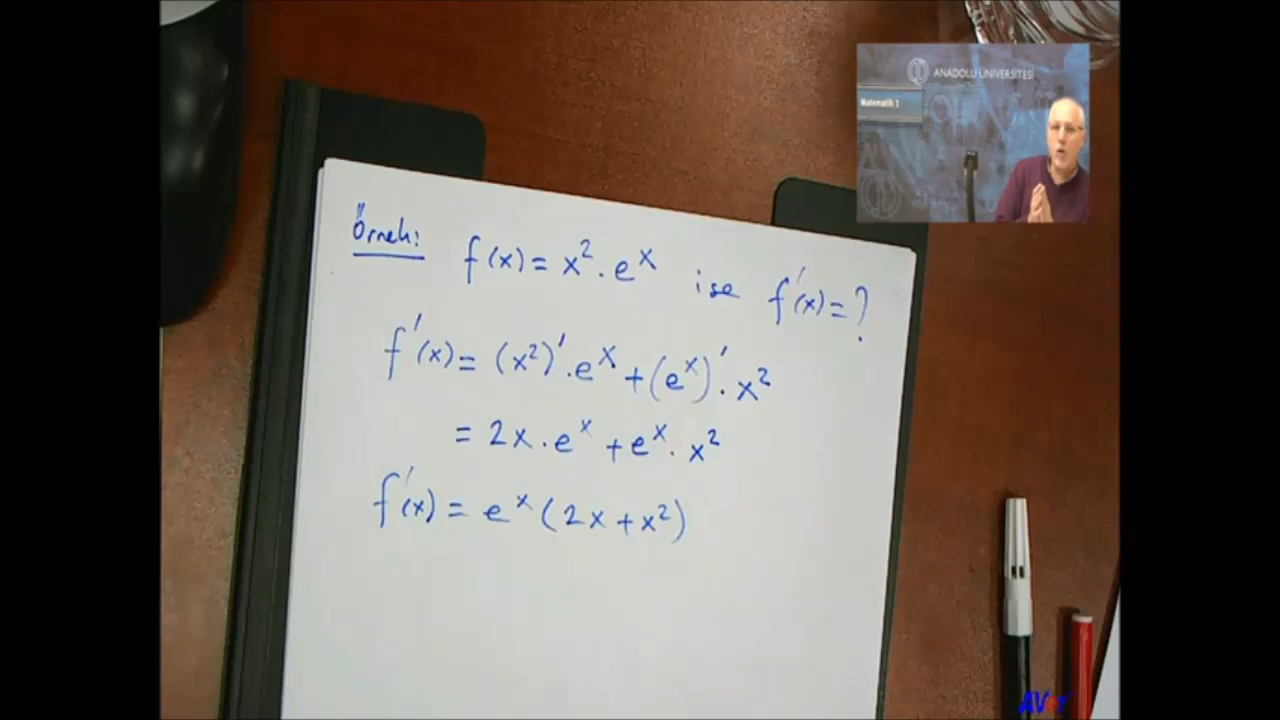 ANADOLU ÜNİVERSİTESİ
Matematik 1
Örnek: f(x) = x² . eˣ ise f'(x) = ?
f'(x) = (x²)' . eˣ + (eˣ)' . x²
= 2x . eˣ + eˣ . x²
f'(x) = eˣ (2x + x²)